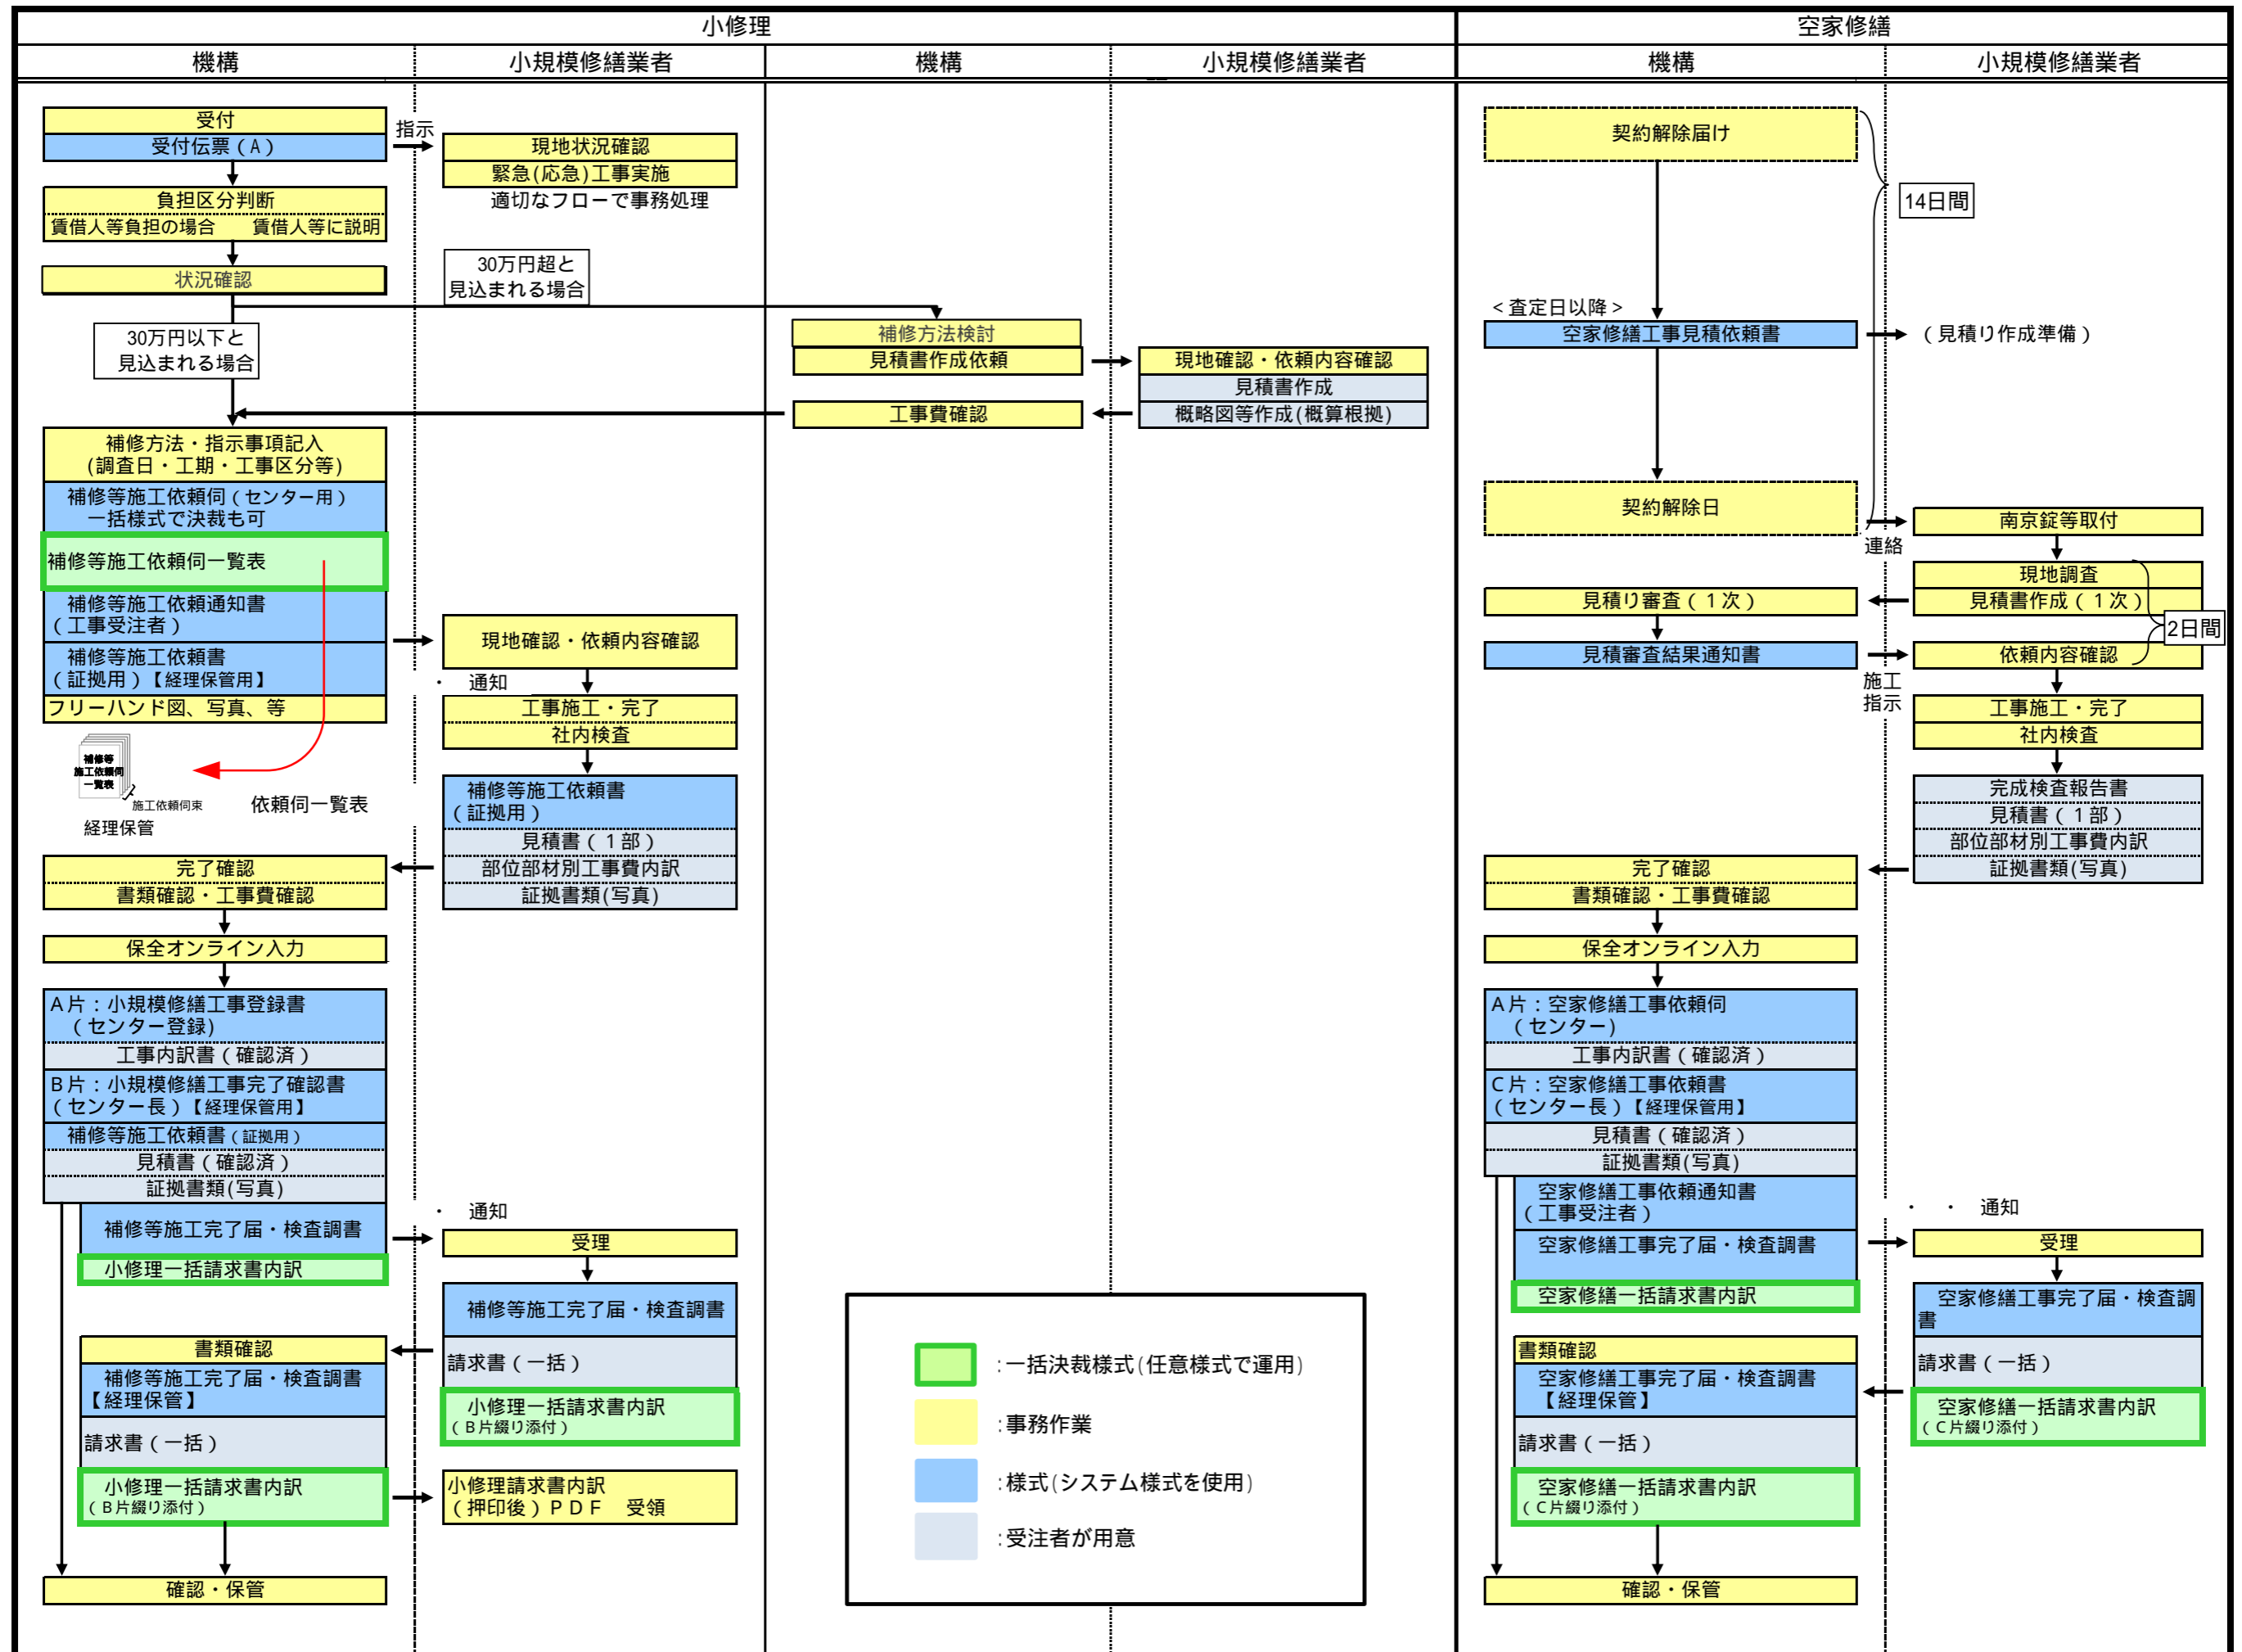 小修理
空家修繕
機構
小規模修繕業者
機構
小規模修繕業者
機構
小規模修繕業者
受付
受付伝票(A)
指示
現地状況確認
緊急(応急)工事実施
適切なフローで事務処理
負担区分判断
賃借人等負担の場合　賃借人等に説明
状況確認
30万円超と
見込まれる場合
30万円以下と
見込まれる場合
補修方法検討
見積書作成依頼
現地確認・依頼内容確認
見積書作成
工事費確認
概略図等作成(概算根拠)
補修方法・指示事項記入
(調査日・工期・工事区分等)
補修等施工依頼伺(センター用)
一括様式で決裁も可
補修等施工依頼伺一覧表
補修等施工依頼通知書
(工事受注者)
補修等施工依頼書
(証拠用)【経理保管用】
フリーハンド図、写真、等
現地確認・依頼内容確認
・　通知
工事施工・完了
社内検査
補修等
施工依頼伺
一覧表
施工依頼伺束
依頼伺一覧表
経理保管
補修等施工依頼書
(証拠用)
見積書(1部)
部位部材別工事費内訳
証拠書類(写真)
完了確認
書類確認・工事費確認
保全オンライン入力
A片:小規模修繕工事登録書
(センター登録)
工事内訳書(確認済)
B片:小規模修繕工事完了確認書
(センター長)【経理保管用】
補修等施工依頼書(証拠用)
見積書(確認済)
証拠書類(写真)
補修等施工完了届・検査調書
小修理一括請求書内訳
・　通知
受理
補修等施工完了届・検査調書
請求書(一括)
小修理一括請求書内訳
(B片綴り添付)
書類確認
補修等施工完了届・検査調書
【経理保管】
請求書(一括)
小修理一括請求書内訳
(B片綴り添付)
小修理請求書内訳
(押印後)PDF　受領
確認・保管
:一括決裁様式(任意様式で運用)
:事務作業
:様式(システム様式を使用)
:受注者が用意
契約解除届け
14日間
<査定日以降>
空家修繕工事見積依頼書
(見積り作成準備)
契約解除日
連絡
南京錠等取付
現地調査
見積書作成(1次)
2日間
見積り審査(1次)
見積審査結果通知書
依頼内容確認
施工
指示
工事施工・完了
社内検査
完成検査報告書
見積書(1部)
部位部材別工事費内訳
証拠書類(写真)
完了確認
書類確認・工事費確認
保全オンライン入力
A片:空家修繕工事依頼伺
(センター)
工事内訳書(確認済)
C片:空家修繕工事依頼書
(センター長)【経理保管用】
見積書(確認済)
証拠書類(写真)
空家修繕工事依頼通知書
(工事受注者)
空家修繕工事完了届・検査調書
空家修繕一括請求書内訳
・　・　通知
受理
空家修繕工事完了届・検査調
書
請求書(一括)
空家修繕一括請求書内訳
(C片綴り添付)
書類確認
空家修繕工事完了届・検査調書
【経理保管】
請求書(一括)
空家修繕一括請求書内訳
(C片綴り添付)
確認・保管